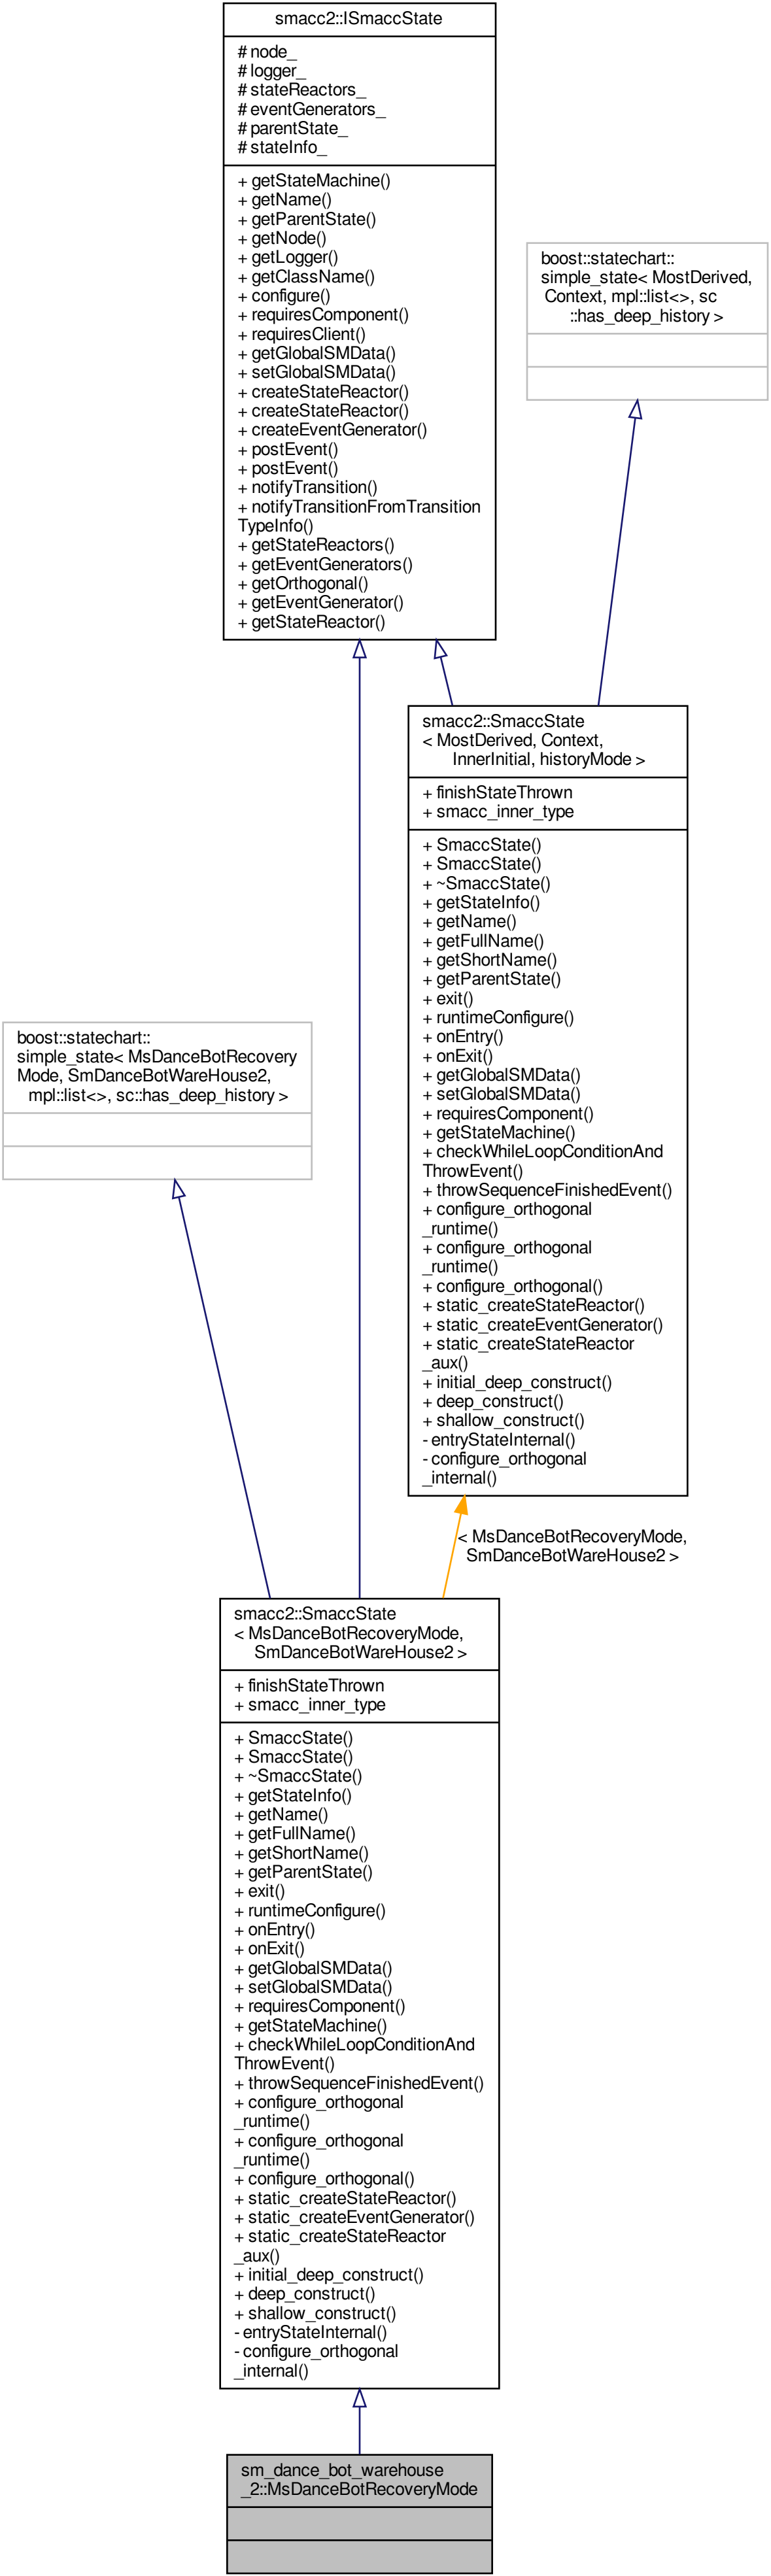 smacc2::ISmaccState
# node_
# logger_
# stateReactors_
# eventGenerators_
# parentState_
# stateInfo_
+ getStateMachine()
+ getName()
+ getParentState()
+ getNode()
+ getLogger()
+ getClassName()
+ configure()
+ requiresComponent()
+ requiresClient()
+ getGlobalSMData()
+ setGlobalSMData()
+ createStateReactor()
+ createStateReactor()
+ createEventGenerator()
+ postEvent()
+ postEvent()
+ notifyTransition()
+ notifyTransitionFromTransition
TypeInfo()
+ getStateReactors()
+ getEventGenerators()
+ getOrthogonal()
+ getEventGenerator()
+ getStateReactor()
boost::statechart::
simple_state< MostDerived,
Context, mpl::list<>, sc
::has_deep_history >
smacc2::SmaccState
< MostDerived, Context,
InnerInitial, historyMode >
+ finishStateThrown
+ smacc_inner_type
+ SmaccState()
+ SmaccState()
+ ~SmaccState()
+ getStateInfo()
+ getName()
+ getFullName()
+ getShortName()
+ getParentState()
+ exit()
+ runtimeConfigure()
+ onEntry()
+ onExit()
+ getGlobalSMData()
+ setGlobalSMData()
+ requiresComponent()
+ getStateMachine()
+ checkWhileLoopConditionAnd
ThrowEvent()
+ throwSequenceFinishedEvent()
+ configure_orthogonal
_runtime()
+ configure_orthogonal
_runtime()
+ configure_orthogonal()
+ static_createStateReactor()
+ static_createEventGenerator()
+ static_createStateReactor
_aux()
+ initial_deep_construct()
+ deep_construct()
+ shallow_construct()
- entryStateInternal()
- configure_orthogonal
_internal()
boost::statechart::
simple_state< MsDanceBotRecovery
Mode, SmDanceBotWareHouse2,
mpl::list<>, sc::has_deep_history >
< MsDanceBotRecoveryMode,
SmDanceBotWareHouse2 >
smacc2::SmaccState
< MsDanceBotRecoveryMode,
SmDanceBotWareHouse2 >
+ finishStateThrown
+ smacc_inner_type
+ SmaccState()
+ SmaccState()
+ ~SmaccState()
+ getStateInfo()
+ getName()
+ getFullName()
+ getShortName()
+ getParentState()
+ exit()
+ runtimeConfigure()
+ onEntry()
+ onExit()
+ getGlobalSMData()
+ setGlobalSMData()
+ requiresComponent()
+ getStateMachine()
+ checkWhileLoopConditionAnd
ThrowEvent()
+ throwSequenceFinishedEvent()
+ configure_orthogonal
_runtime()
+ configure_orthogonal
_runtime()
+ configure_orthogonal()
+ static_createStateReactor()
+ static_createEventGenerator()
+ static_createStateReactor
_aux()
+ initial_deep_construct()
+ deep_construct()
+ shallow_construct()
- entryStateInternal()
- configure_orthogonal
_internal()
sm_dance_bot_warehouse
_2::MsDanceBotRecoveryMode